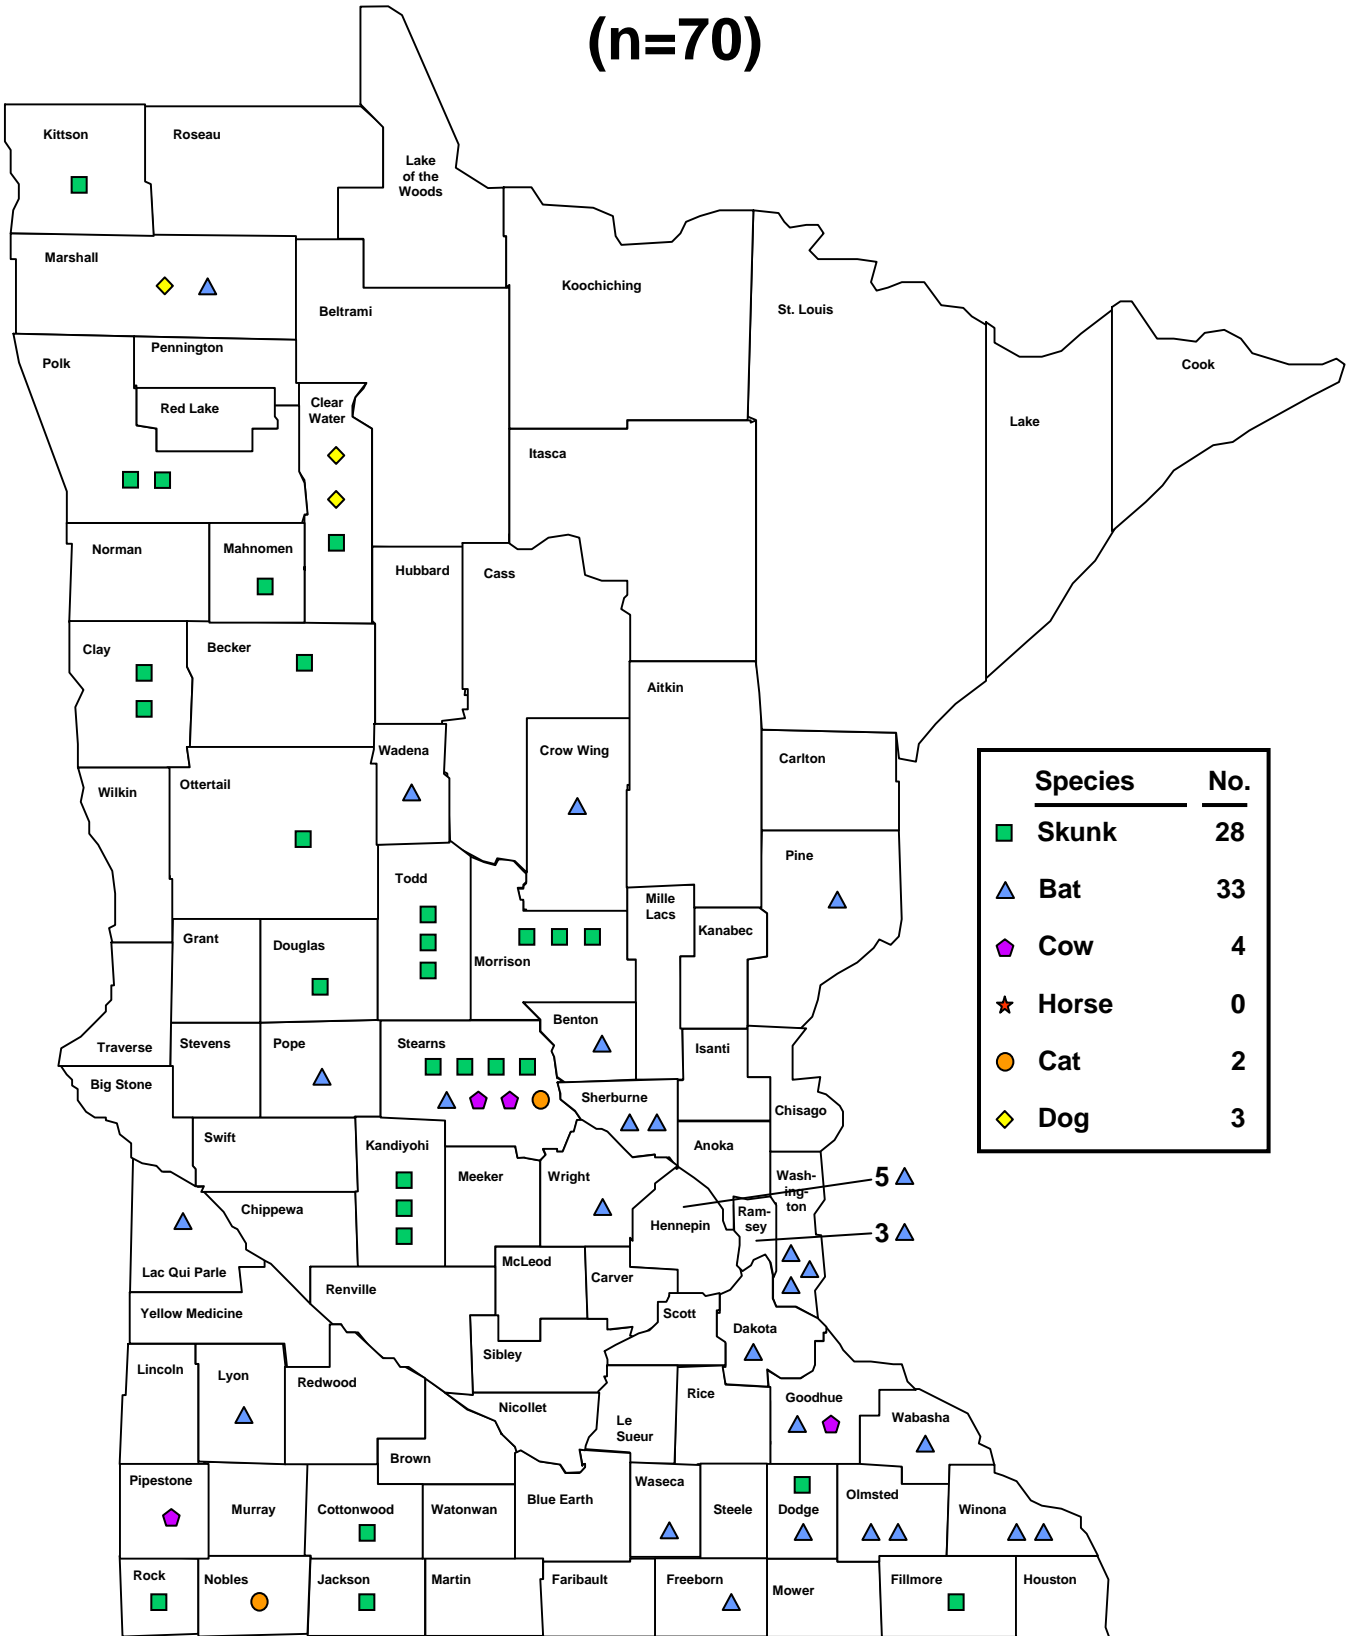 (n=70)
Kittson
Roseau
Lake
of the
Woods
Marshall
Koochiching
St. Louis
Beltrami
Cook
Pennington
Polk
Red Lake
Clear
Water
Lake
Itasca
Norman
Mahnomen
Hubbard
Cass
Clay
Becker
Aitkin
Wadena
Crow Wing
Carlton
Wilkin
Ottertail
Species No.
Skunk 28
Bat 33
Cow 4
Horse 0
Cat 2
Dog 3
Pine
Todd
Mille
Lacs
Kanabec
Grant
Douglas
Morrison
Benton
Traverse
Stevens
Pope
Stearns
Isanti
Big Stone
Sherburne
Chisago
Swift
Kandiyohi
Anoka
Meeker
Wright
Wash-
ing-
ton
5
Chippewa
Hennepin
Ram-
sey
3
Lac Qui Parle
McLeod
Carver
Renville
Yellow Medicine
Scott
Dakota
Sibley
Lincoln
Lyon
Redwood
Rice
Goodhue
Nicollet
Le
Sueur
Wabasha
Brown
Pipestone
Murray
Cottonwood
Watonwan
Blue Earth
Waseca
Steele
Dodge
Olmsted
Winona
Rock
Nobles
Jackson
Martin
Faribault
Freeborn
Mower
Fillmore
Houston